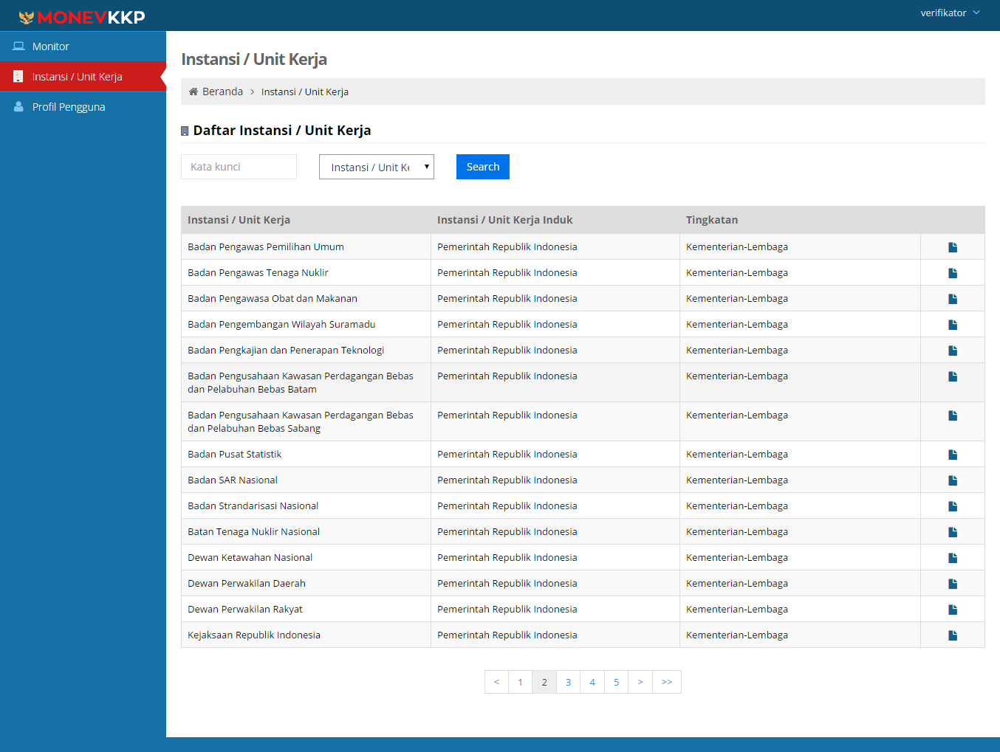 MONEVKKP
verifikator
Monitor
Instansi / Unit Kerja
Profil Pengguna
Instansi / Unit Kerja
Beranda > Instansi / Unit Kerja
Daftar Instansi / Unit Kerja
Kata kunci Instansi / Unit Ke Search
Instansi / Unit Kerja Instansi / Unit Kerja Induk Tingkatan
Badan Pengawas Pemilihan Umum Pemerintah Republik Indonesia Kementerian-Lembaga
Badan Pengawas Tenaga Nuklir Pemerintah Republik Indonesia Kementerian-Lembaga
Badan Pengawasa Obat dan Makanan Pemerintah Republik Indonesia Kementerian-Lembaga
Badan Pengembangan Wilayah Suramadu Pemerintah Republik Indonesia Kementerian-Lembaga
Badan Pengkajian dan Penerapan Teknologi Pemerintah Republik Indonesia Kementerian-Lembaga
Badan Pengusahaan Kawasan Perdagangan Bebas Pemerintah Republik Indonesia Kementerian-Lembaga
dan Pelabuhan Bebas Batam
Badan Pengusahaan Kawasan Perdagangan Bebas Pemerintah Republik Indonesia Kementerian-Lembaga
dan Pelabuhan Bebas Sabang
Badan Pusat Statistik Pemerintah Republik Indonesia Kementerian-Lembaga
Badan SAR Nasional Pemerintah Republik Indonesia Kementerian-Lembaga
Badan Strandarisasi Nasional Pemerintah Republik Indonesia Kementerian-Lembaga
Batan Tenaga Nuklir Nasional Pemerintah Republik Indonesia Kementerian-Lembaga
Dewan Ketawahan Nasional Pemerintah Republik Indonesia Kementerian-Lembaga
Dewan Perwakilan Daerah Pemerintah Republik Indonesia Kementerian-Lembaga
Dewan Perwakilan Rakyat Pemerintah Republik Indonesia Kementerian-Lembaga
Kejaksaan Republik Indonesia Pemerintah Republik Indonesia Kementerian-Lembaga
< 1 2 3 4 5 > >>